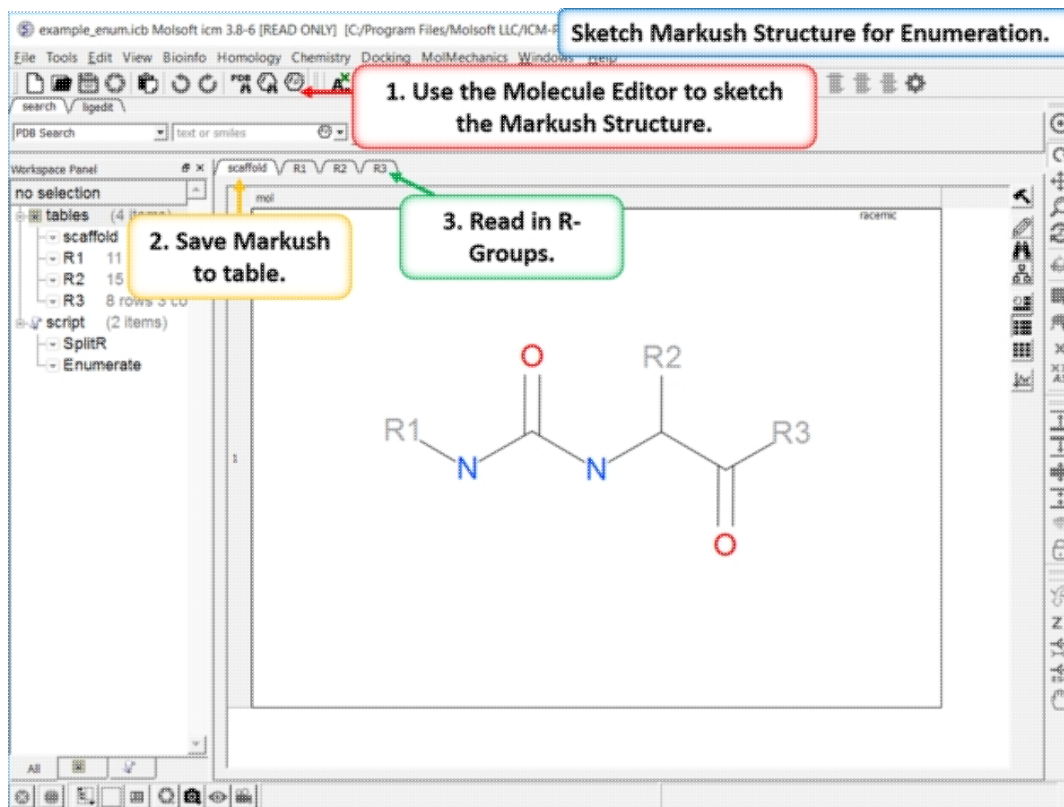 example_enum.icb Molsoft icm 3.8-6 [READ ONLY] [C:/Program Files/Molsoft LLC/ICM-P
Sketch Markush Structure for Enumeration.
File Tools Edit View Bioinfo Homology Chemistry Docking MolMechanics Windows Help
PDB
1. Use the Molecule Editor to sketch
the Markush Structure.
search ligedit
PDB Search text or smiles
Workspace Panel
scaffold R1 R2 R3
no selection
mol
racemic
tables (4 items)
scaffold
R1 11
R2 15
R3 8 rows 3 co
script (2 items)
SplitR
Enumerate
2. Save Markush
to table.
3. Read in R-
Groups.
O R2
R1 R3
N N
O
1
All